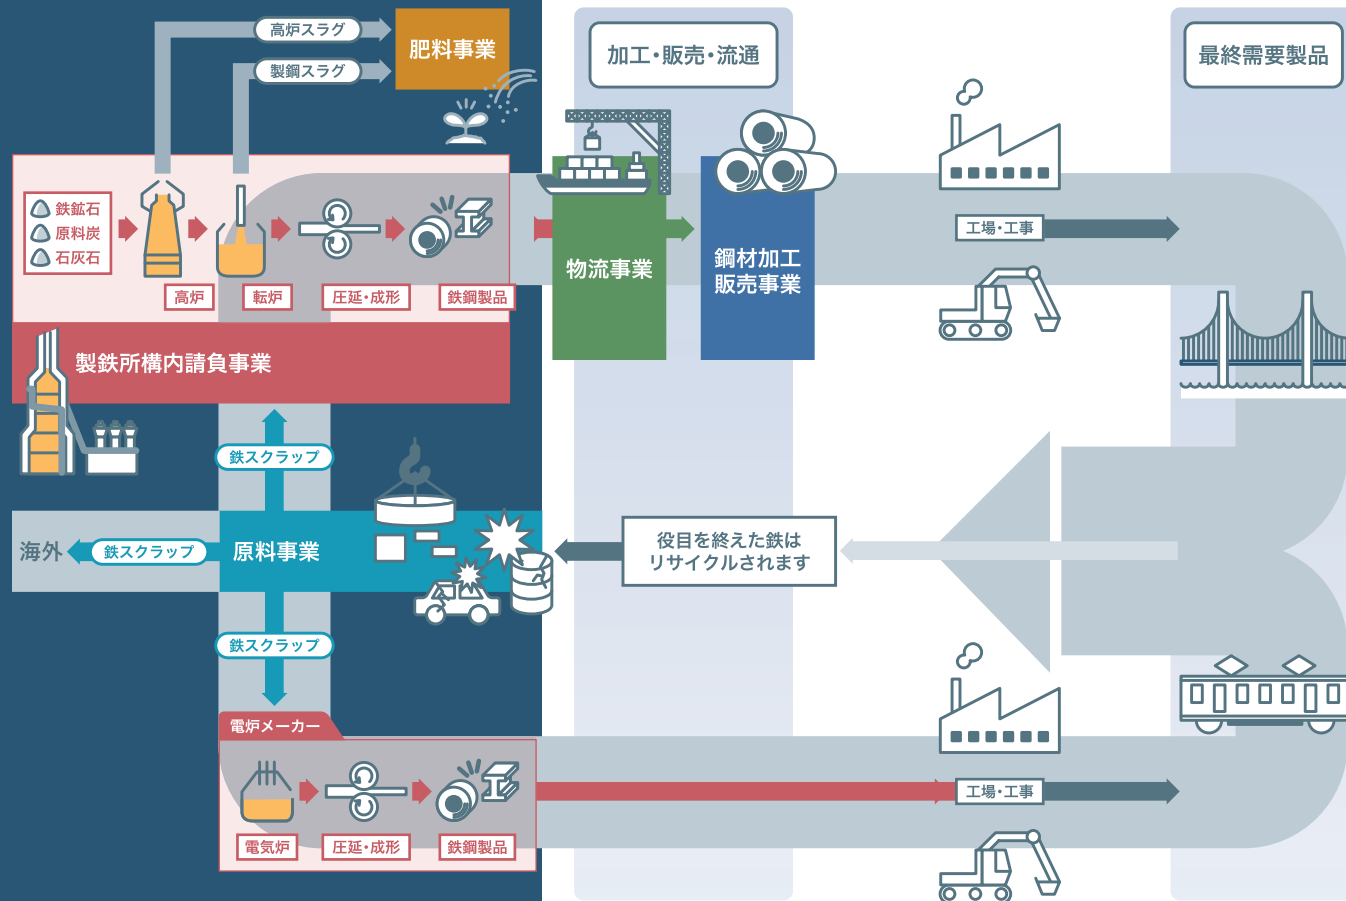 高炉スラグ
製鋼スラグ
肥料事業
加工・販売・流通
最終需要製品
鉄鉱石
原料炭
石灰石
高炉
転炉
圧延・成形
鉄鋼製品
物流事業
鋼材加工
販売事業
工場・工事
製鉄所構内請負事業
鉄スクラップ
海外
鉄スクラップ
原料事業
役目を終えた鉄は
リサイクルされます
鉄スクラップ
電炉メーカー
電気炉
圧延・成形
鉄鋼製品
工場・工事